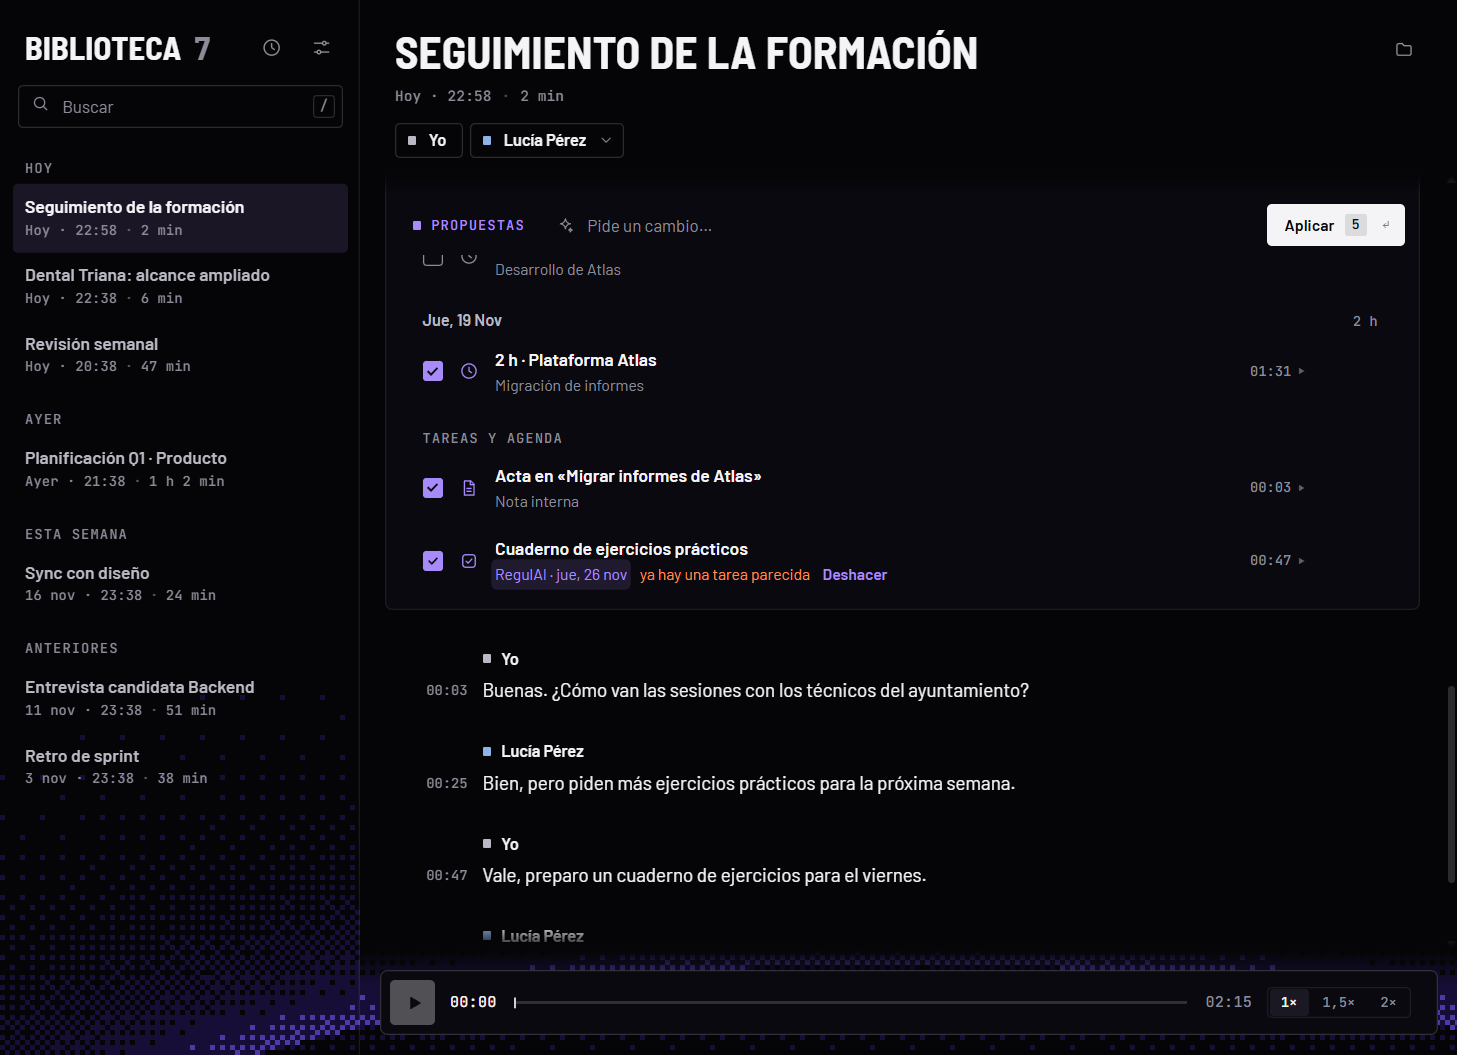 BIBLIOTECA 7
Buscar /
HOY
Seguimiento de la formación
Hoy · 22:58 · 2 min
Dental Triana: alcance ampliado
Hoy · 22:38 · 6 min
Revisión semanal
Hoy · 20:38 · 47 min
AYER
Planificación Q1 · Producto
Ayer · 21:38 · 1 h 2 min
ESTA SEMANA
Sync con diseño
16 nov · 23:38 · 24 min
ANTERIORES
Entrevista candidata Backend
11 nov · 23:38 · 51 min
Retro de sprint
3 nov · 23:38 · 38 min
SEGUIMIENTO DE LA FORMACIÓN
Hoy · 22:58 · 2 min
Yo Lucía Pérez
PROPUESTAS Pide un cambio... Aplicar 5
Desarrollo de Atlas
Jue, 19 Nov 2 h
2 h · Plataforma Atlas
Migración de informes
01:31
TAREAS Y AGENDA
Acta en «Migrar informes de Atlas»
Nota interna
00:03
Cuaderno de ejercicios prácticos
RegulAI · jue, 26 nov ya hay una tarea parecida Deshacer
00:47
Yo
00:03 Buenas. ¿Cómo van las sesiones con los técnicos del ayuntamiento?
Lucía Pérez
00:25 Bien, pero piden más ejercicios prácticos para la próxima semana.
Yo
00:47 Vale, preparo un cuaderno de ejercicios para el viernes.
Lucía Pérez
00:00 02:15 1× 1,5× 2×